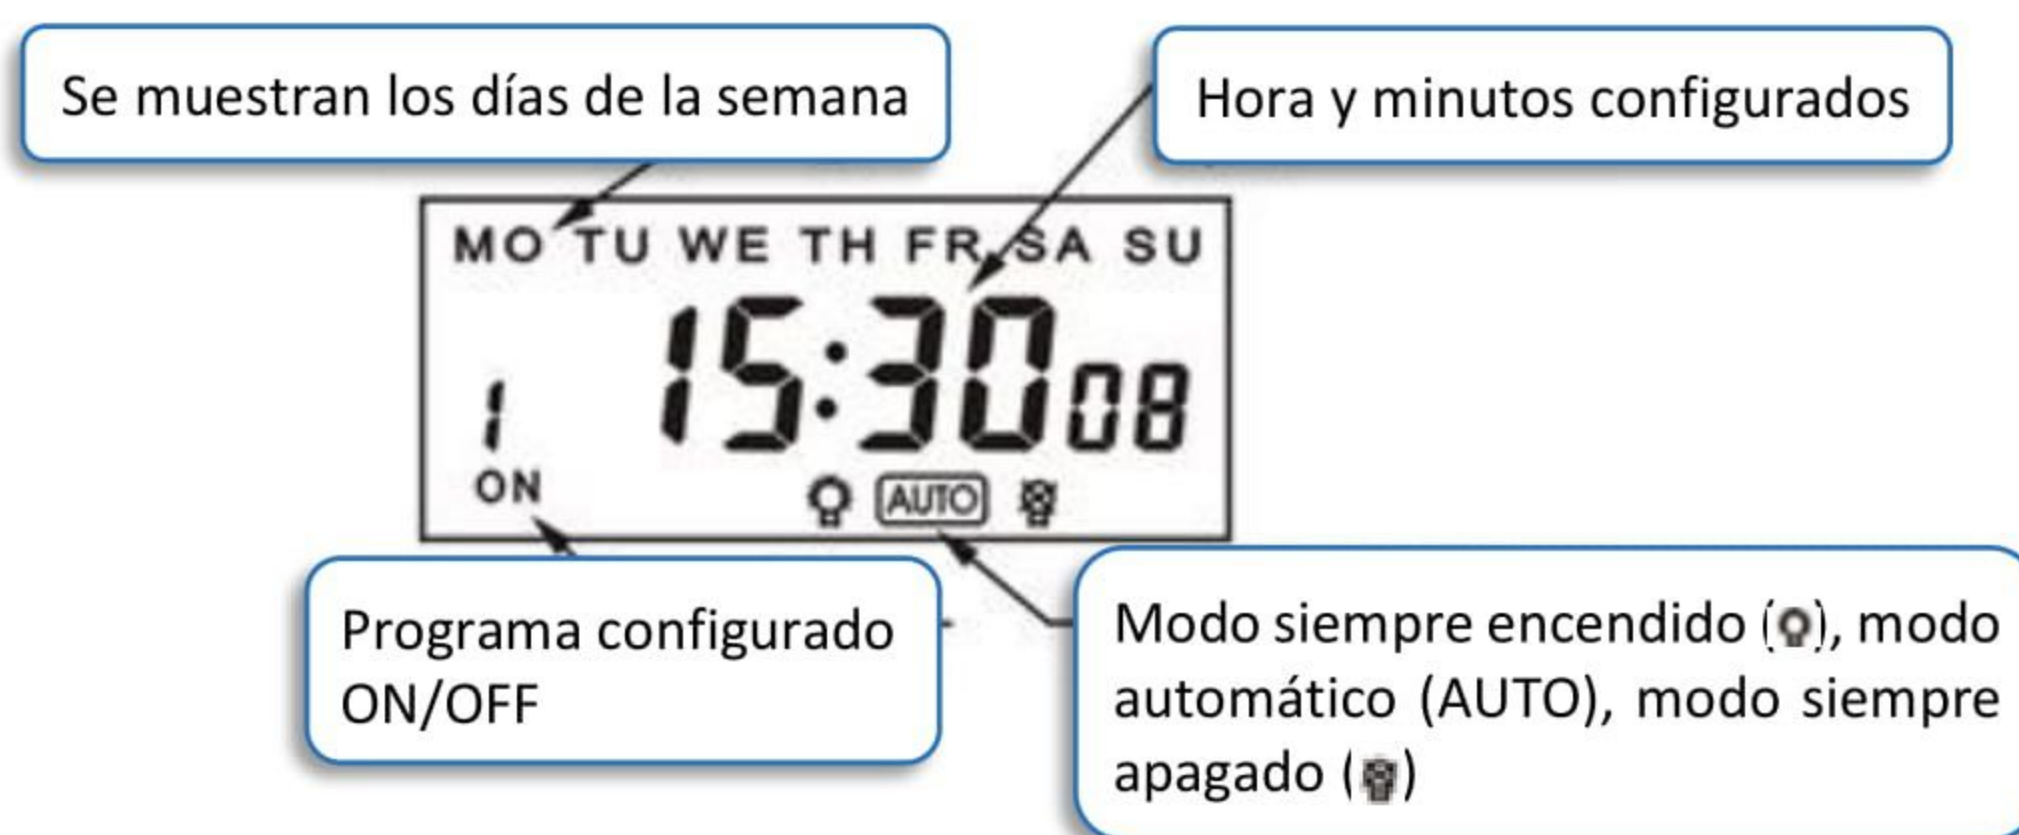 Se muestran los días de la semana
Hora y minutos configurados
MO TU WE TH FR SA SU
15:30 08
1
ON
AUTO
Programa configurado
ON/OFF
Modo siempre encendido ( ), modo
automático (AUTO), modo siempre
apagado ( )